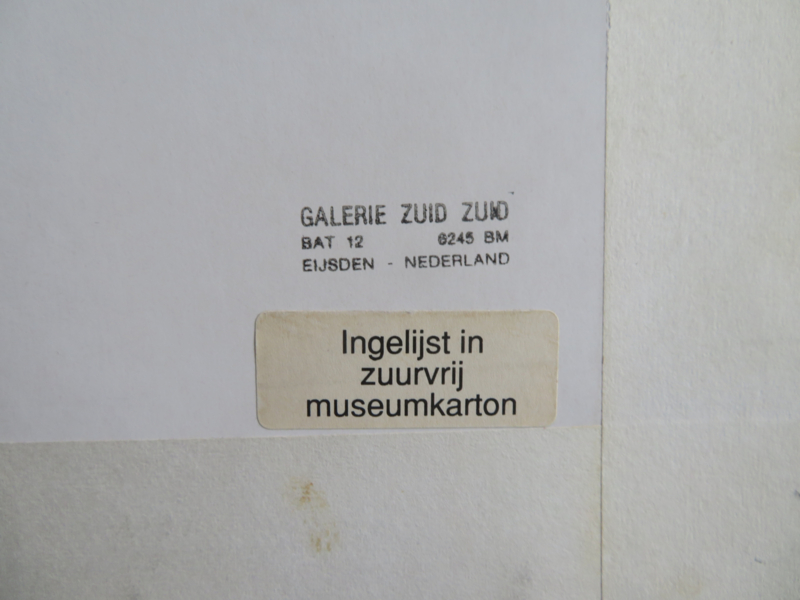 GALERIE ZUID ZUID
BAT 12 6245 BM
EIJSDEN - NEDERLAND
Ingelijst in
zuurvrij
museumkarton